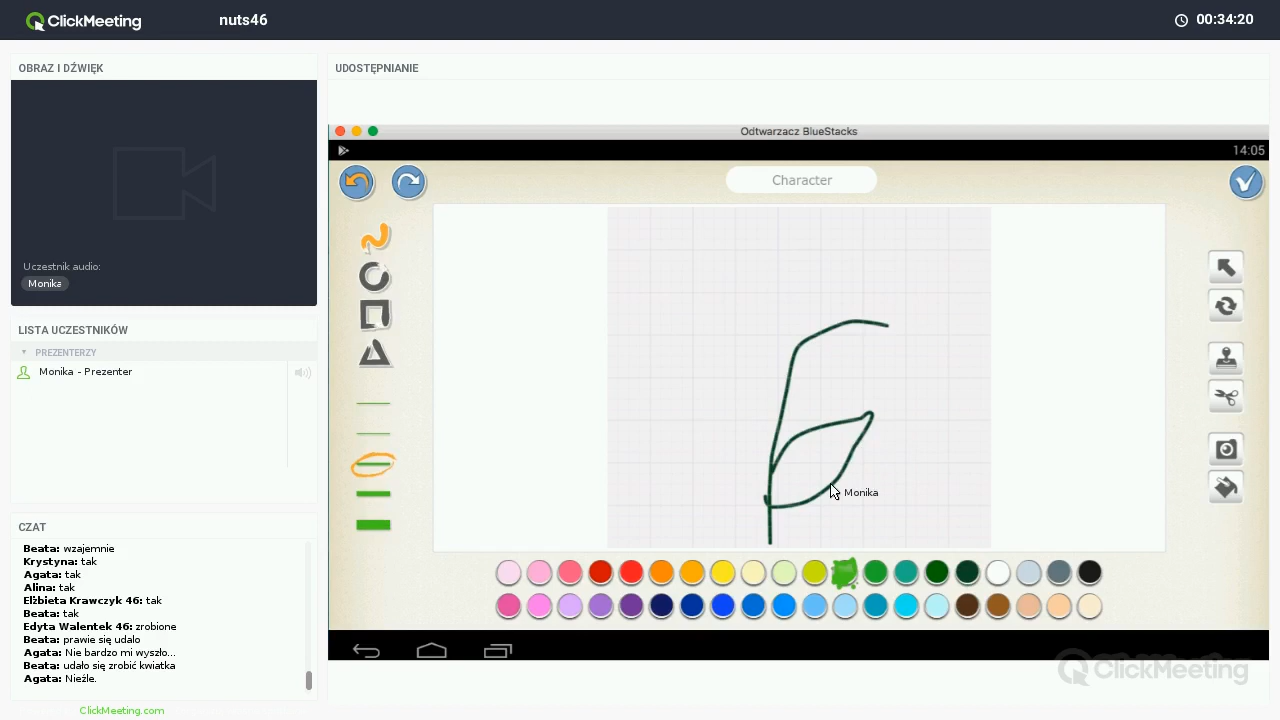 ClickMeeting
nuts46
00:34:20
OBRAZ I DŹWIĘK
Uczestnik audio:
Monika
LISTA UCZESTNIKÓW
PREZENTERZY
Monika - Prezenter
CZAT
Beata: wzajemnie
Krystyna: tak
Agata: tak
Alina: tak
Elżbieta Krawczyk 46: tak
Beata: tak
Edyta Walentek 46: zrobione
Beata: prawie się udalo
Agata: Nie bardzo mi wyszło...
Beata: udało się zrobić kwiatka
Agata: Nieźle.
ClickMeeting.com
UDOSTĘPNIANIE
Odtwarzacz BlueStacks
14:05
Character
Monika
ClickMeeting